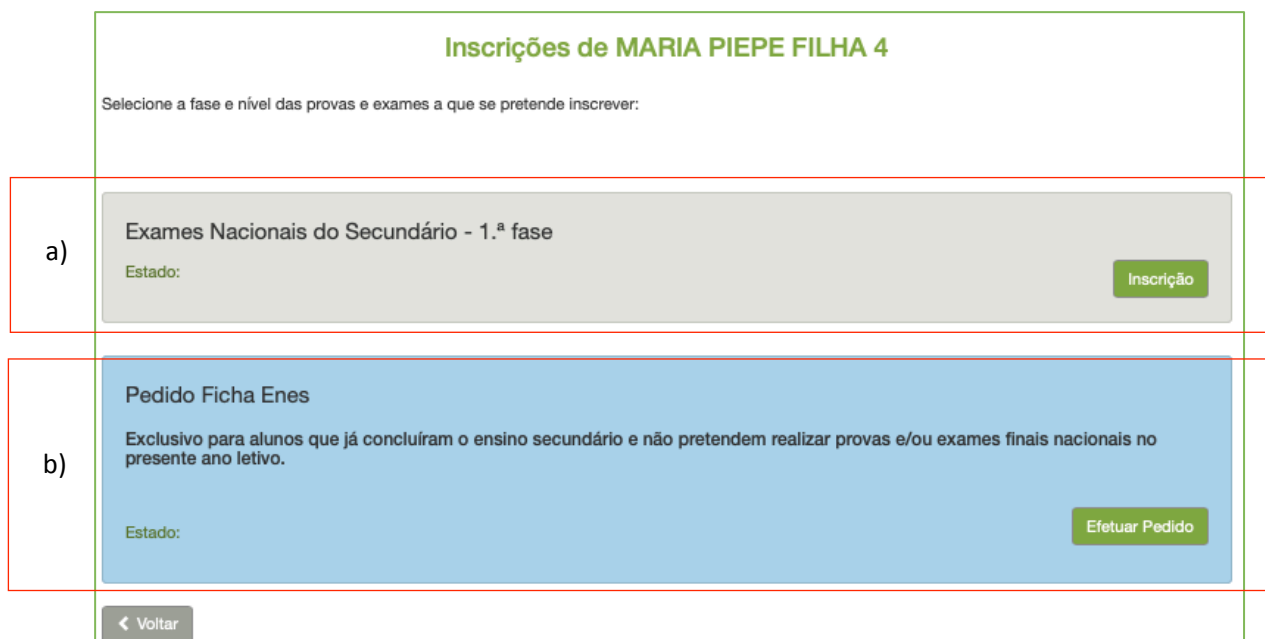 Inscrições de MARIA PIEPE FILHA 4
Selecione a fase e nível das provas e exames a que se pretende inscrever:
a)
Exames Nacionais do Secundário - 1.ª fase
Estado:
Inscrição
b)
Pedido Ficha Enes
Exclusivo para alunos que já concluíram o ensino secundário e não pretendem realizar provas e/ou exames finais nacionais no
presente ano letivo.
Estado:
Efetuar Pedido
Voltar